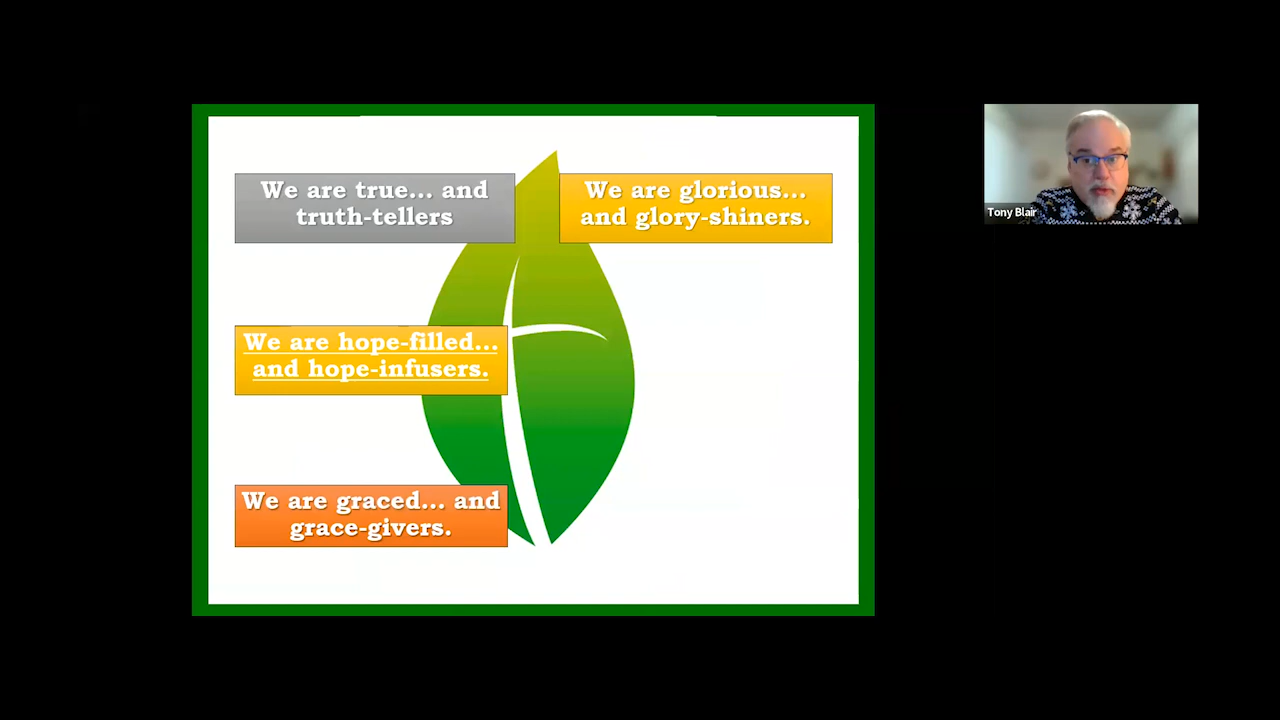 We are true... and
truth-tellers
We are glorious...
and glory-shiners.
We are hope-filled...
and hope-infusers.
We are graced... and
grace-givers.
Tony Blair